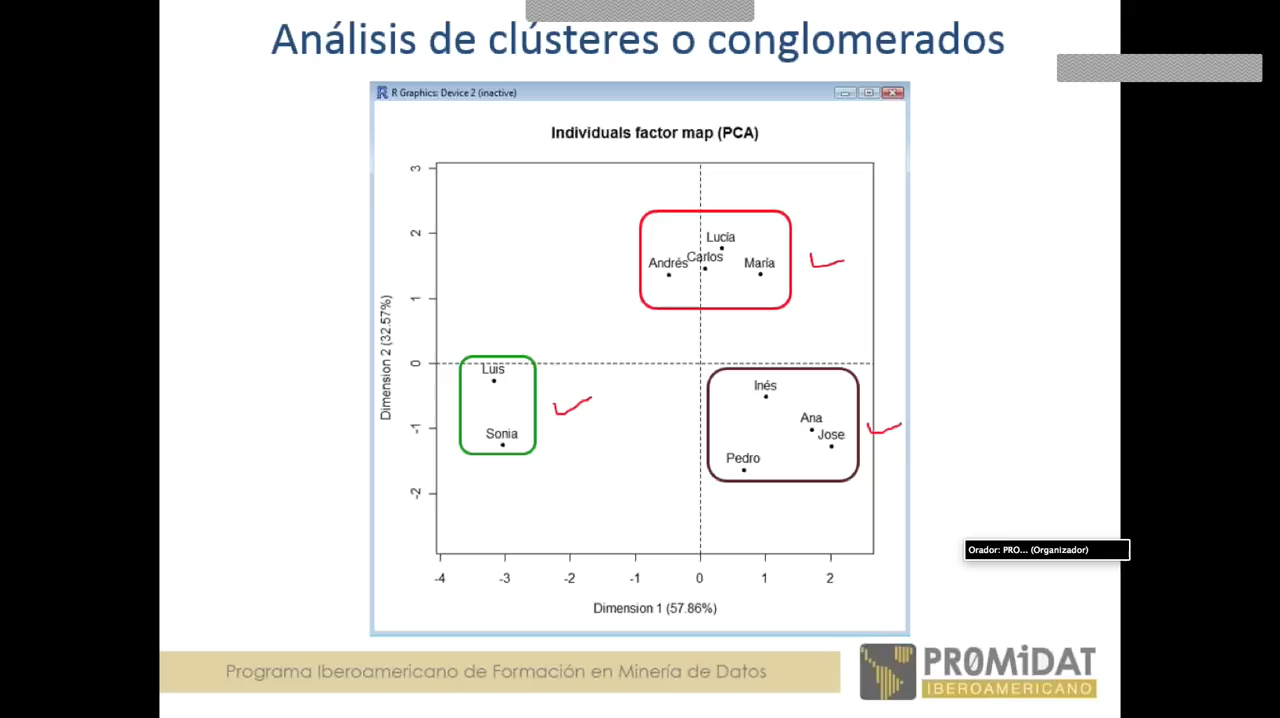 Análisis de clústeres o conglomerados
R Graphics: Device 2 (inactive)
Individuals factor map (PCA)
3
2
1
0
-1
-2
Dimension 2 (32.57%)
Lucía
Carlos
Andrés
María
Luis
Sonia
Inés
Ana
Jose
Pedro
-4 -3 -2 -1 0 1 2
Dimension 1 (57.86%)
Orador: PRO... (Organizador)
Programa Iberoamericano de Formación en Minería de Datos
PR0MiDAT
IBEROAMERICANO